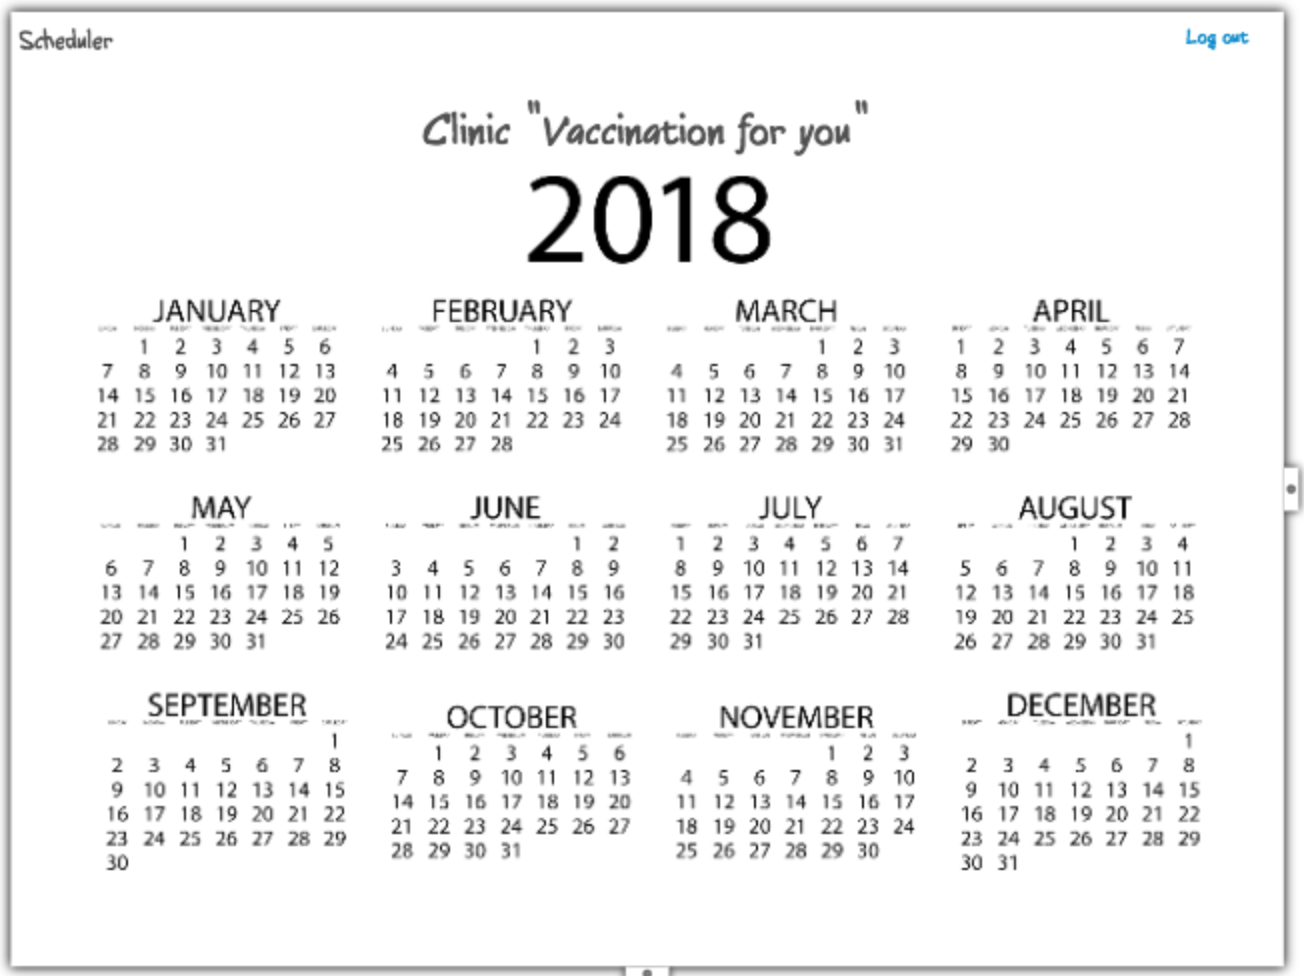 Scheduler
Log out
Clinic "Vaccination for you"
2018
JANUARY
1 2 3 4 5 6
7 8 9 10 11 12 13
14 15 16 17 18 19 20
21 22 23 24 25 26 27
28 29 30 31
FEBRUARY
1 2 3
4 5 6 7 8 9 10
11 12 13 14 15 16 17
18 19 20 21 22 23 24
25 26 27 28
MARCH
1 2 3
4 5 6 7 8 9 10
11 12 13 14 15 16 17
18 19 20 21 22 23 24
25 26 27 28 29 30 31
APRIL
1 2 3 4 5 6 7
8 9 10 11 12 13 14
15 16 17 18 19 20 21
22 23 24 25 26 27 28
29 30
MAY
1 2 3 4 5
6 7 8 9 10 11 12
13 14 15 16 17 18 19
20 21 22 23 24 25 26
27 28 29 30 31
JUNE
1 2
3 4 5 6 7 8 9
10 11 12 13 14 15 16
17 18 19 20 21 22 23
24 25 26 27 28 29 30
JULY
1 2 3 4 5 6 7
8 9 10 11 12 13 14
15 16 17 18 19 20 21
22 23 24 25 26 27 28
29 30 31
AUGUST
1 2 3 4
5 6 7 8 9 10 11
12 13 14 15 16 17 18
19 20 21 22 23 24 25
26 27 28 29 30 31
SEPTEMBER
1
2 3 4 5 6 7 8
9 10 11 12 13 14 15
16 17 18 19 20 21 22
23 24 25 26 27 28 29
30
OCTOBER
1 2 3 4 5 6
7 8 9 10 11 12 13
14 15 16 17 18 19 20
21 22 23 24 25 26 27
28 29 30 31
NOVEMBER
1 2 3
4 5 6 7 8 9 10
11 12 13 14 15 16 17
18 19 20 21 22 23 24
25 26 27 28 29 30
DECEMBER
1
2 3 4 5 6 7 8
9 10 11 12 13 14 15
16 17 18 19 20 21 22
23 24 25 26 27 28 29
30 31